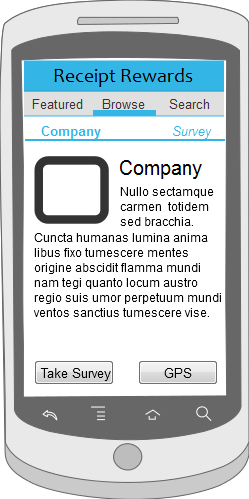 Receipt Rewards
Featured Browse Search
Company Survey
Company
Nullo sectamque
carmen totidem
sed bracchia.
Cuncta humanas lumina anima
libus fixo tumescere mentes
origine abscidit flamma mundi
nam tegi quanto locum austro
regio suis umor perpetuum mundi
ventos sanctius tumescere vise.
Take Survey GPS